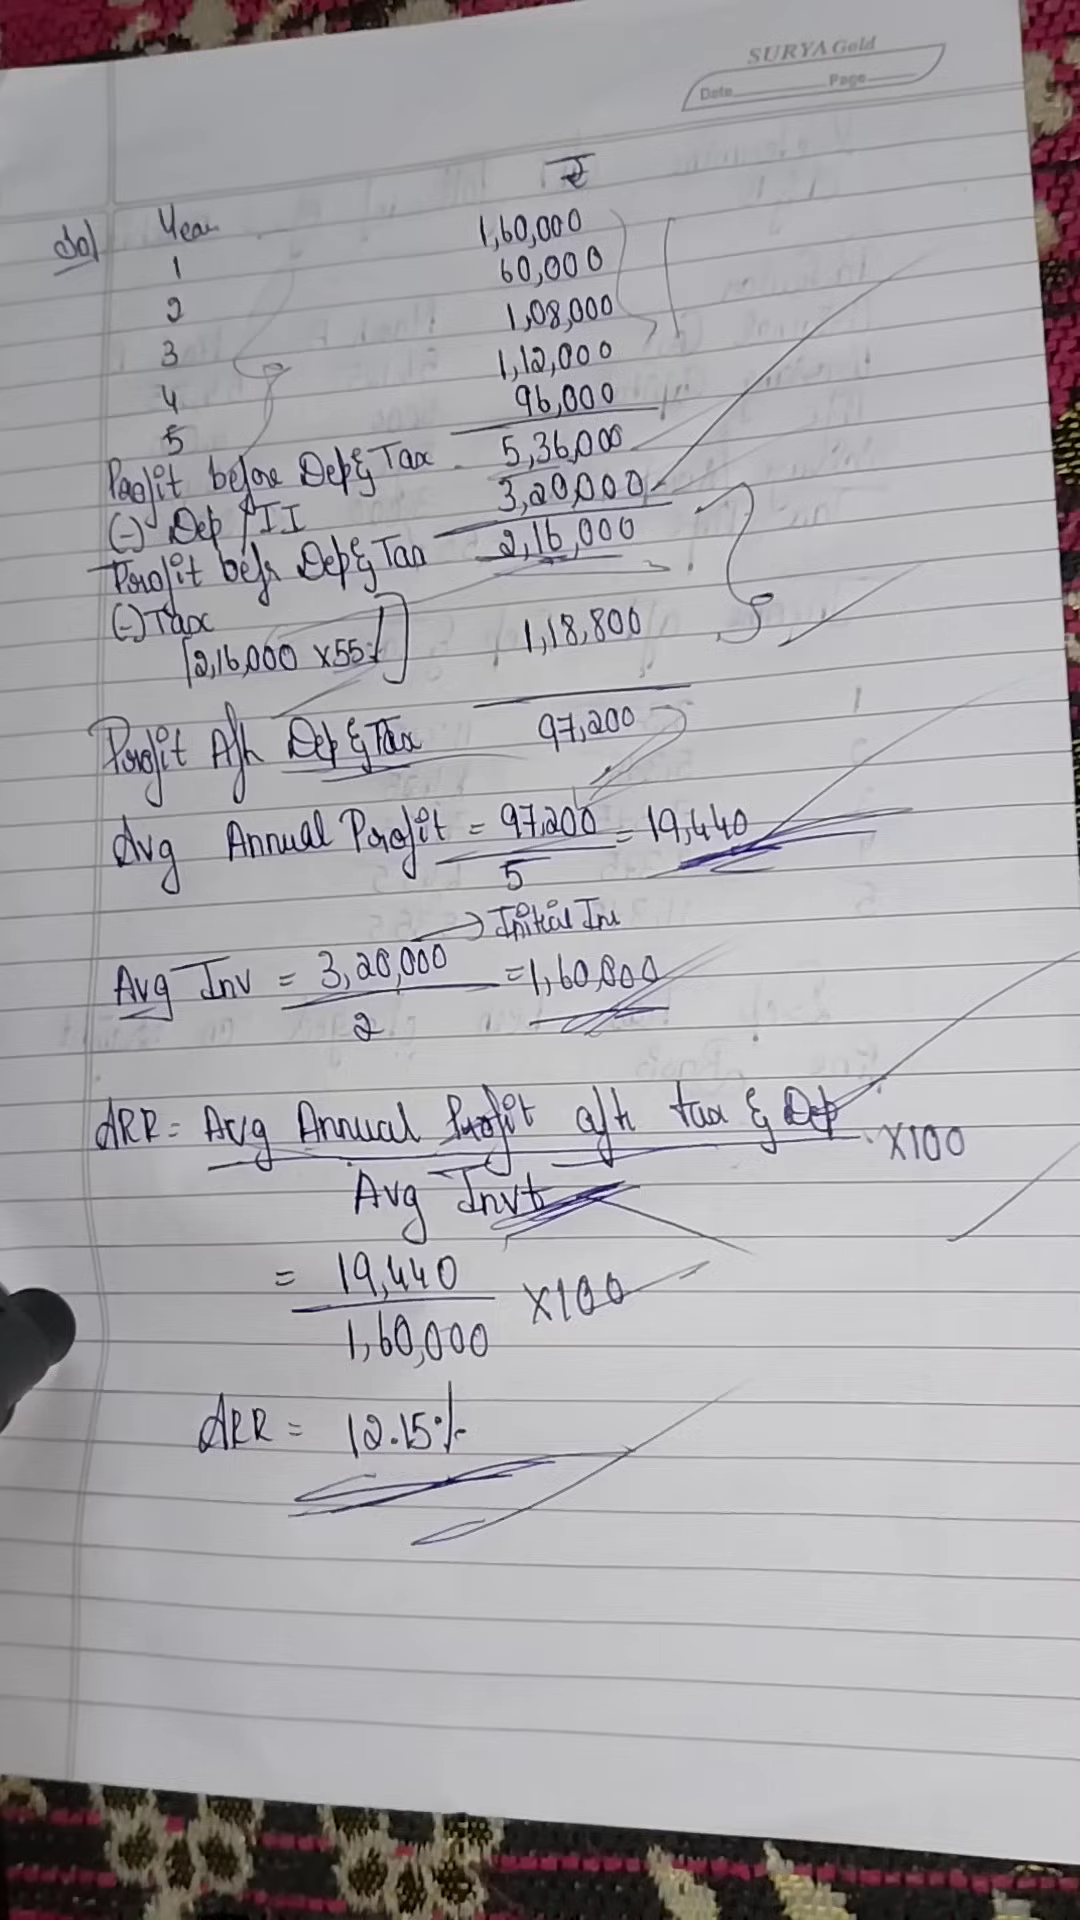 SURYA Gold
Date Page
₹
Sol Year 1,60,000
1 60,000
2 1,08,000
3 1,12,000
4 96,000
5 5,36,000
Profit before Dep & Tax 3,20,000
(-) Dep / II 2,16,000
Profit befr Dep & Tax
(-) Tax
[2,16,000 x 55%] 1,18,800
Profit Aft Dep & Tax 97,200
Avg Annual Profit = 97,200 = 19,440
5
→ Initial Inv
Avg Inv = 3,20,000 = 1,60,000
2
ARR = Avg Annual Profit aft tax & Dep X100
Avg Invt
= 19,440 X100
1,60,000
ARR = 12.15%